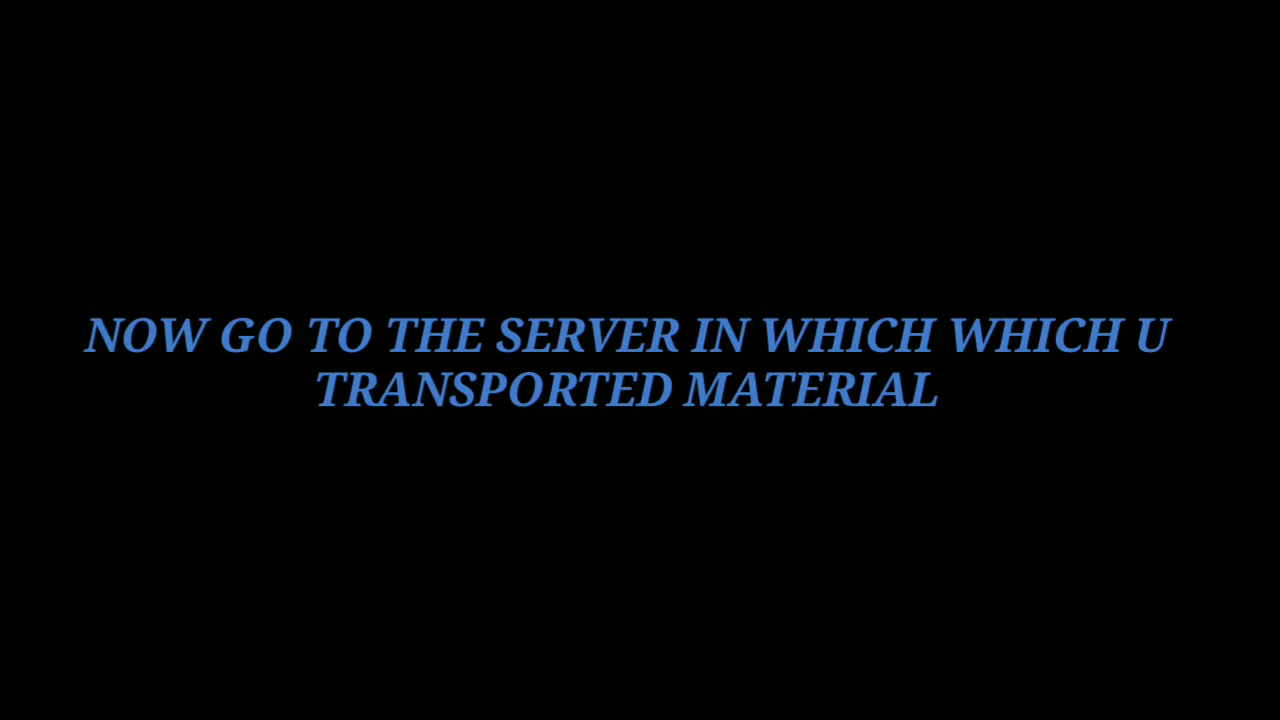 NOW GO TO THE SERVER IN WHICH WHICH U
TRANSPORTED MATERIAL